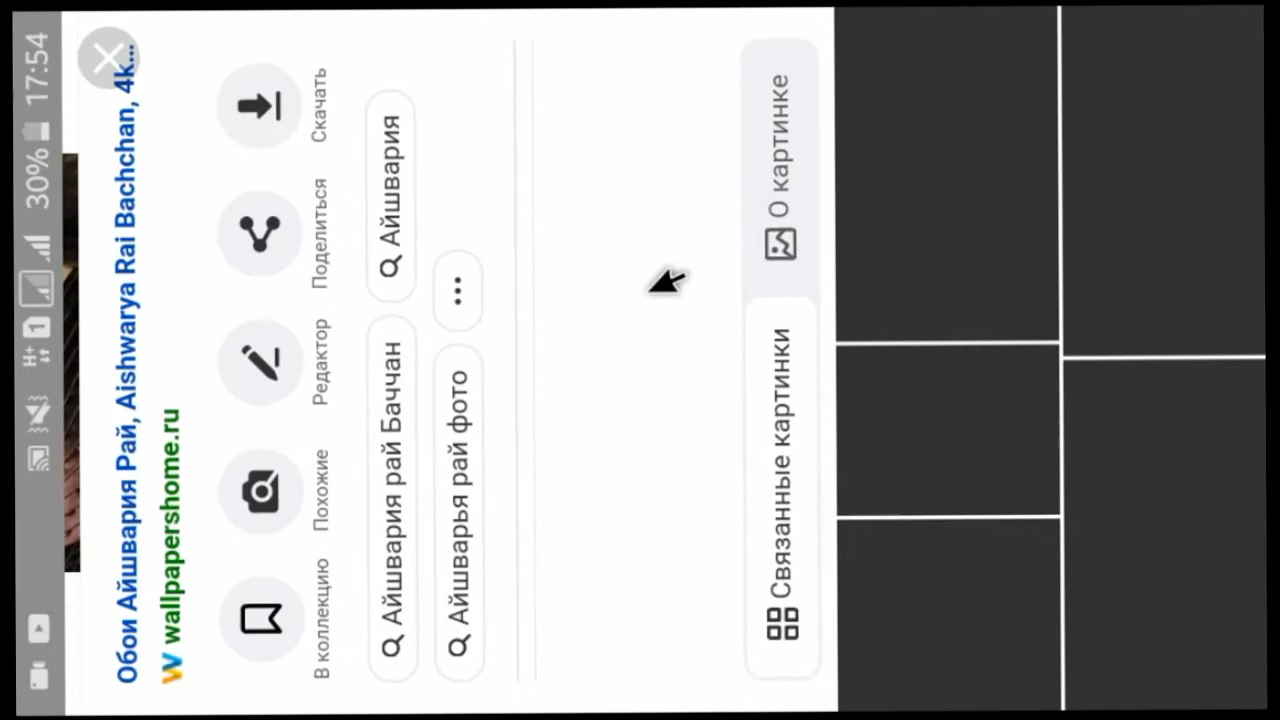 H+ 1 30% 17:54
Обои Айшвария Рай, Aishwarya Rai Bachchan, 4k...
W wallpapershome.ru
В коллекцию Похожие Редактор Поделиться Скачать
Айшвария рай Баччан Айшвария
Айшварья рай фото ...
Связанные картинки О картинке